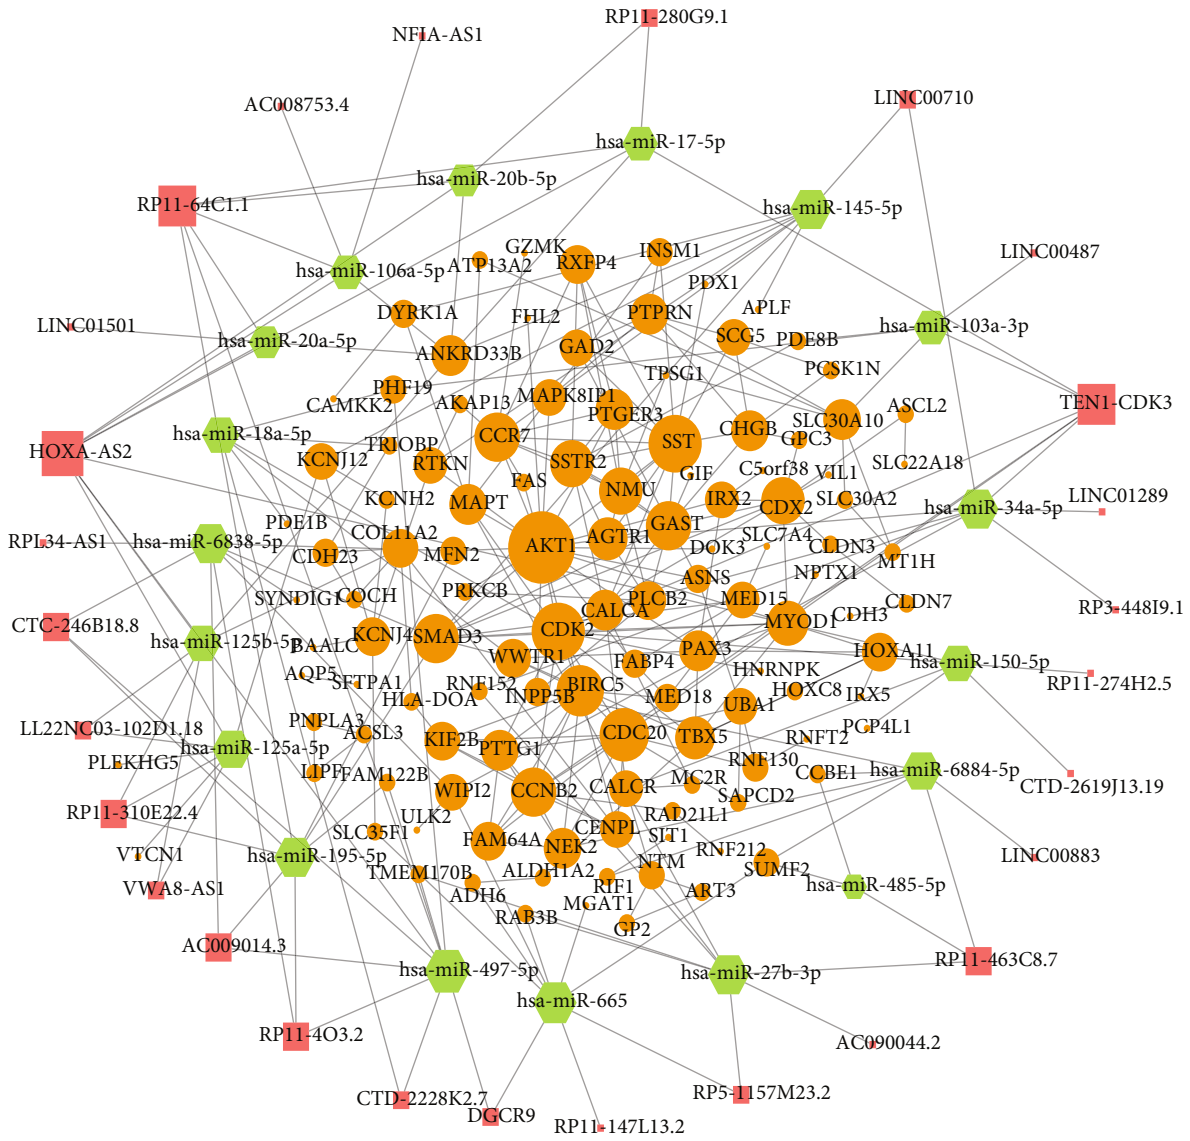 RP11-280G9.1
NFIA-AS1
LINC00710
AC008753.4
hsa-miR-17-5p
hsa-miR-20b-5p
RP11-64C1.1
hsa-miR-145-5p
GZMK
INSM1
LINC00487
ATP13A2
RXFP4
hsa-miR-106a-5p
PDX1
APLF
DYRK1A
FHL2
PTPRN
LINC01501
hsa-miR-103a-3p
SCG5
PDE8B
hsa-miR-20a-5p
ANKRD33B
GAD2
PCSK1N
TPSG1
PHF19
CAMKK2
AKAP13
MAPK8IP1
PTGER3
TEN1-CDK3
ASCL2
SLC30A10
hsa-miR-18a-5p
CCR7
CHGB
GPC3
SST
TRIOBP
HOXA-AS2
KCNJ12
RTKN
SSTR2
SLC22A18
GIF
C5orf38
VIL1
FAS
NMU
LINC01289
KCNH2
MAPT
IRX2
CDX2
SLC30A2
hsa-miR-34a-5p
PDE1B
COL11A2
GAST
AGTR1
SLC7A4
RPL34-AS1
hsa-miR-6838-5p
AKT1
DOK3
CLDN3
CDH23
MFN2
MT1H
NPTX1
ASNS
PRKCB
SYNDIG1
COCH
PLCB2
MED15
CLDN7
RP3-448I9.1
CALCA
CDH3
CTC-246B18.8
KCNJ4
SMAD3
CDK2
MYOD1
hsa-miR-125b-5p
BAALC
PAX3
HOXA11
WWTR1
hsa-miR-150-5p
FABP4
HNRNPK
AQP5
SFTPA1
RNF152
BIRC5
RP11-274H2.5
HOXC8
IRX5
HLA-DOA
INPP5B
MED18
UBA1
PNPLA3
LL22NC03-102D1.18
PCP4L1
ACSL3
CDC20
TBX5
RNFT2
hsa-miR-125a-5p
KIF2B
PTTG1
PLEKHG5
RNF130
LIPF
FAM122B
CCBE1
hsa-miR-6884-5p
MC2R
WIPI2
CCNB2
CALCR
CTD-2619J13.19
SAPCD2
RP11-310E22.4
ULK2
RAD21L1
SLC35F1
CENPL
SIT1
FAM64A
NEK2
RNF212
VTCN1
hsa-miR-195-5p
LINC00883
NTM
SUMF2
TMEM170B
ALDH1A2
VWA8-AS1
RIF1
hsa-miR-485-5p
ADH6
ART3
MGAT1
RAB3B
GP2
AC009014.3
RP11-463C8.7
hsa-miR-497-5p
hsa-miR-27b-3p
hsa-miR-665
RP11-4O3.2
AC090044.2
RP5-1157M23.2
CTD-2228K2.7
DGCR9
RP11-147L13.2